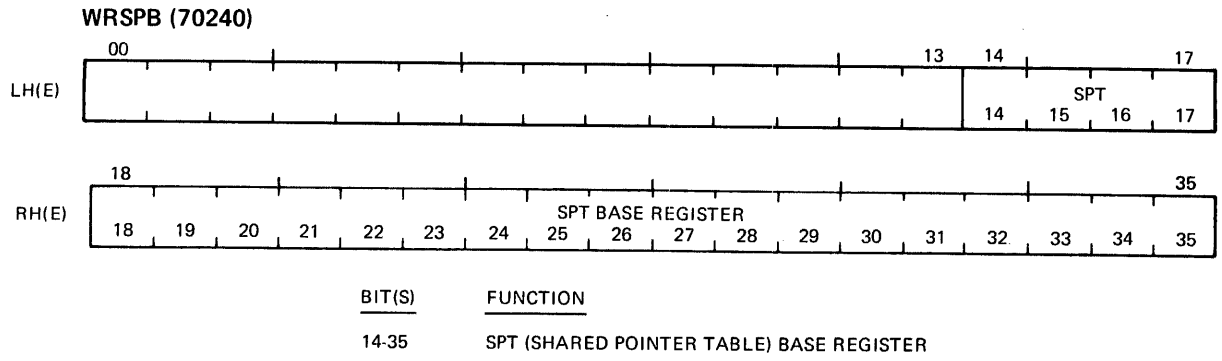 WRSPB (70240)
00 13 14 17
LH(E) SPT
14 15 16 17
18 35
RH(E) SPT BASE REGISTER
18 19 20 21 22 23 24 25 26 27 28 29 30 31 32 33 34 35
BIT(S) FUNCTION
14-35 SPT (SHARED POINTER TABLE) BASE REGISTER